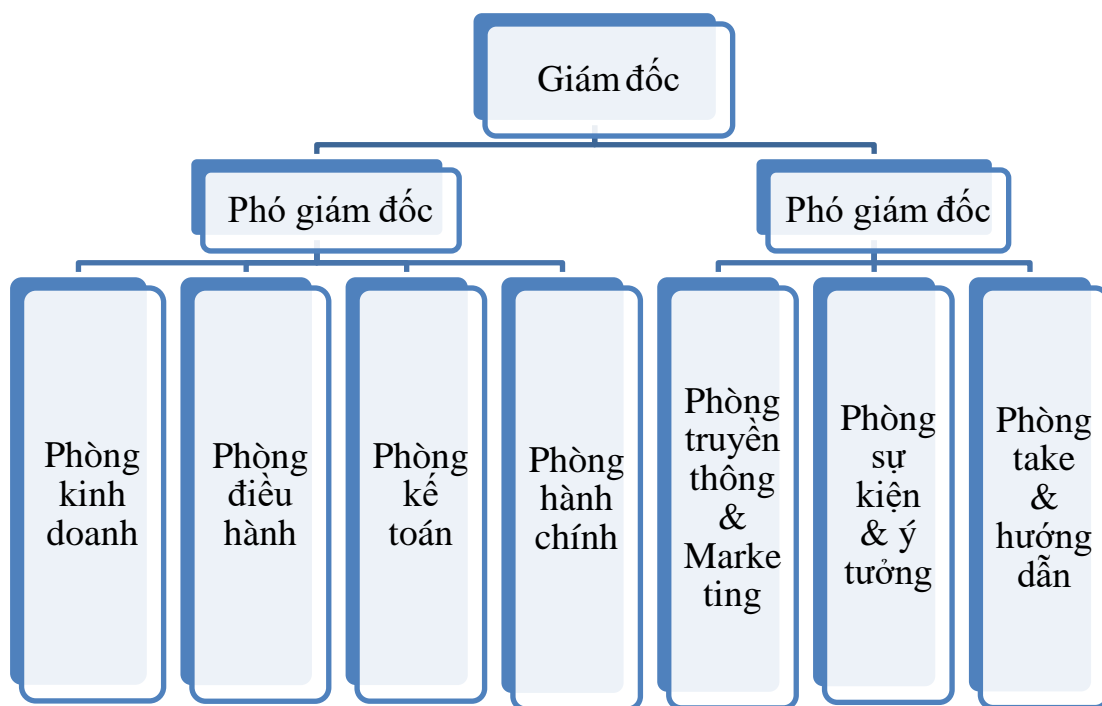 Giám đốc
Phó giám đốc
Phó giám đốc
Phòng
kinh
doanh
Phòng
điều
hành
Phòng
kế
toán
Phòng
hành
chính
Phòng
truyền
thông
&
Marke
ting
Phòng
sự
kiện
& ý
tưởng
Phòng
take
&
hướng
dẫn